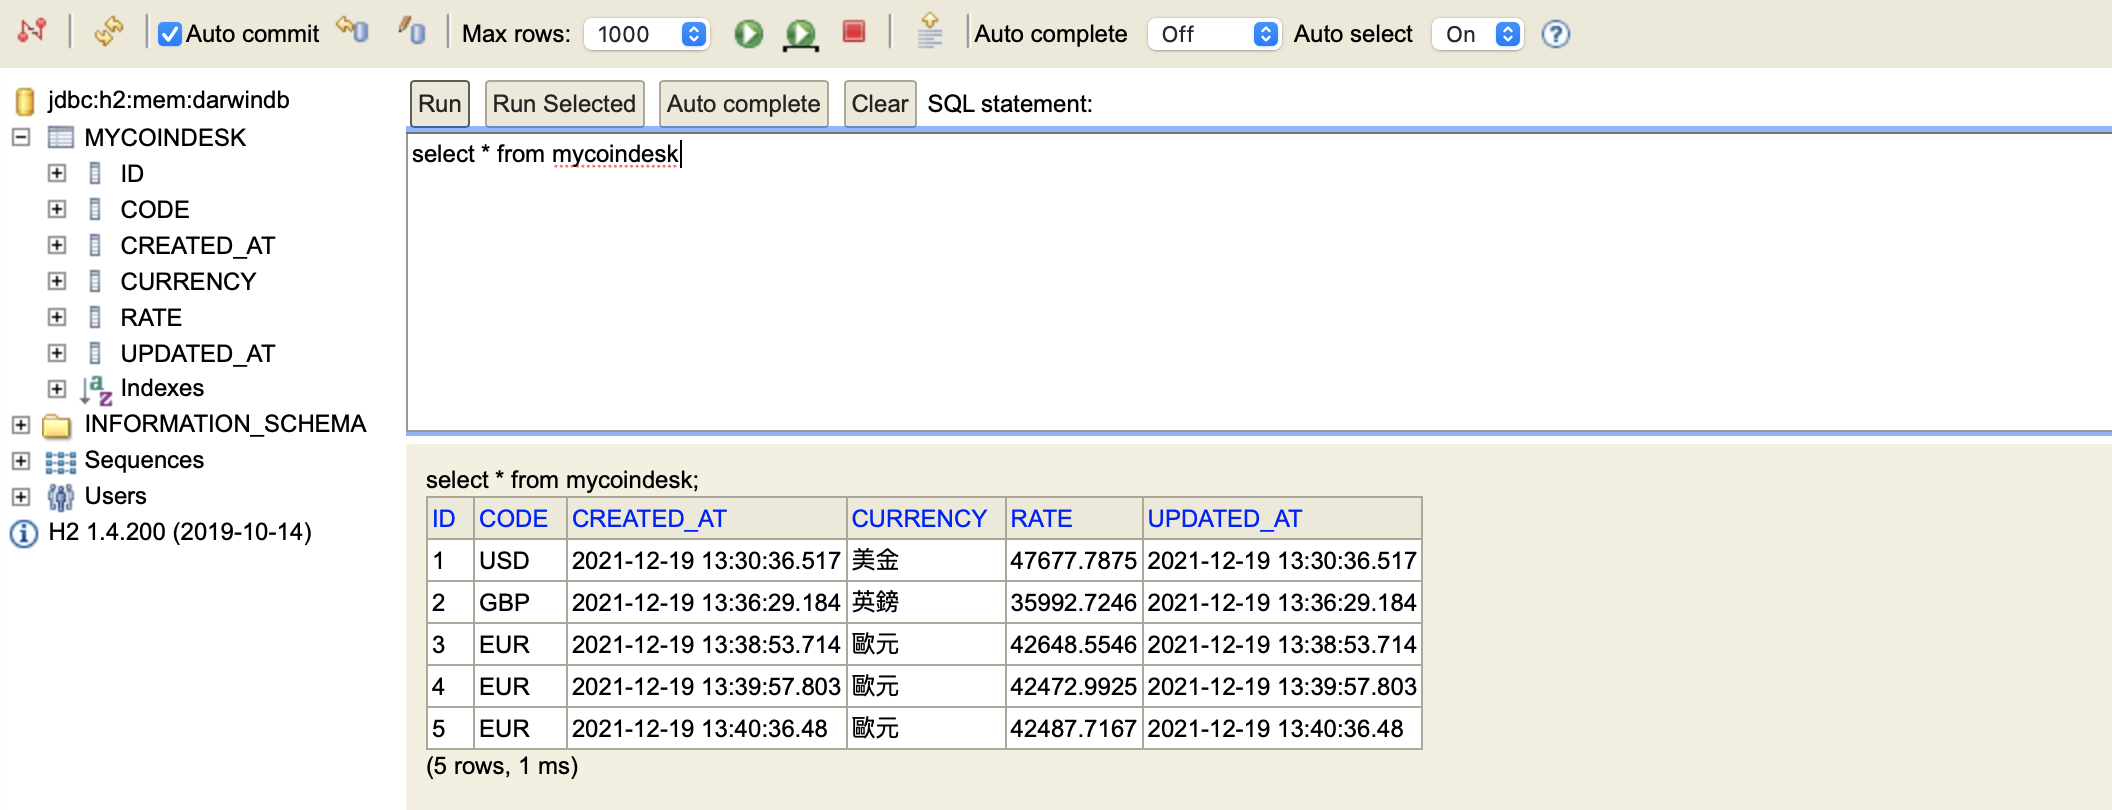 Auto commit Max rows: 1000 Auto complete Off Auto select On ?
jdbc:h2:mem:darwindb
MYCOINDESK
ID
CODE
CREATED_AT
CURRENCY
RATE
UPDATED_AT
Indexes
INFORMATION_SCHEMA
Sequences
Users
H2 1.4.200 (2019-10-14)
Run Run Selected Auto complete Clear SQL statement:
select * from mycoindesk
select * from mycoindesk;
ID CODE CREATED_AT CURRENCY RATE UPDATED_AT
1 USD 2021-12-19 13:30:36.517 美金 47677.7875 2021-12-19 13:30:36.517
2 GBP 2021-12-19 13:36:29.184 英鎊 35992.7246 2021-12-19 13:36:29.184
3 EUR 2021-12-19 13:38:53.714 歐元 42648.5546 2021-12-19 13:38:53.714
4 EUR 2021-12-19 13:39:57.803 歐元 42472.9925 2021-12-19 13:39:57.803
5 EUR 2021-12-19 13:40:36.48 歐元 42487.7167 2021-12-19 13:40:36.48
(5 rows, 1 ms)